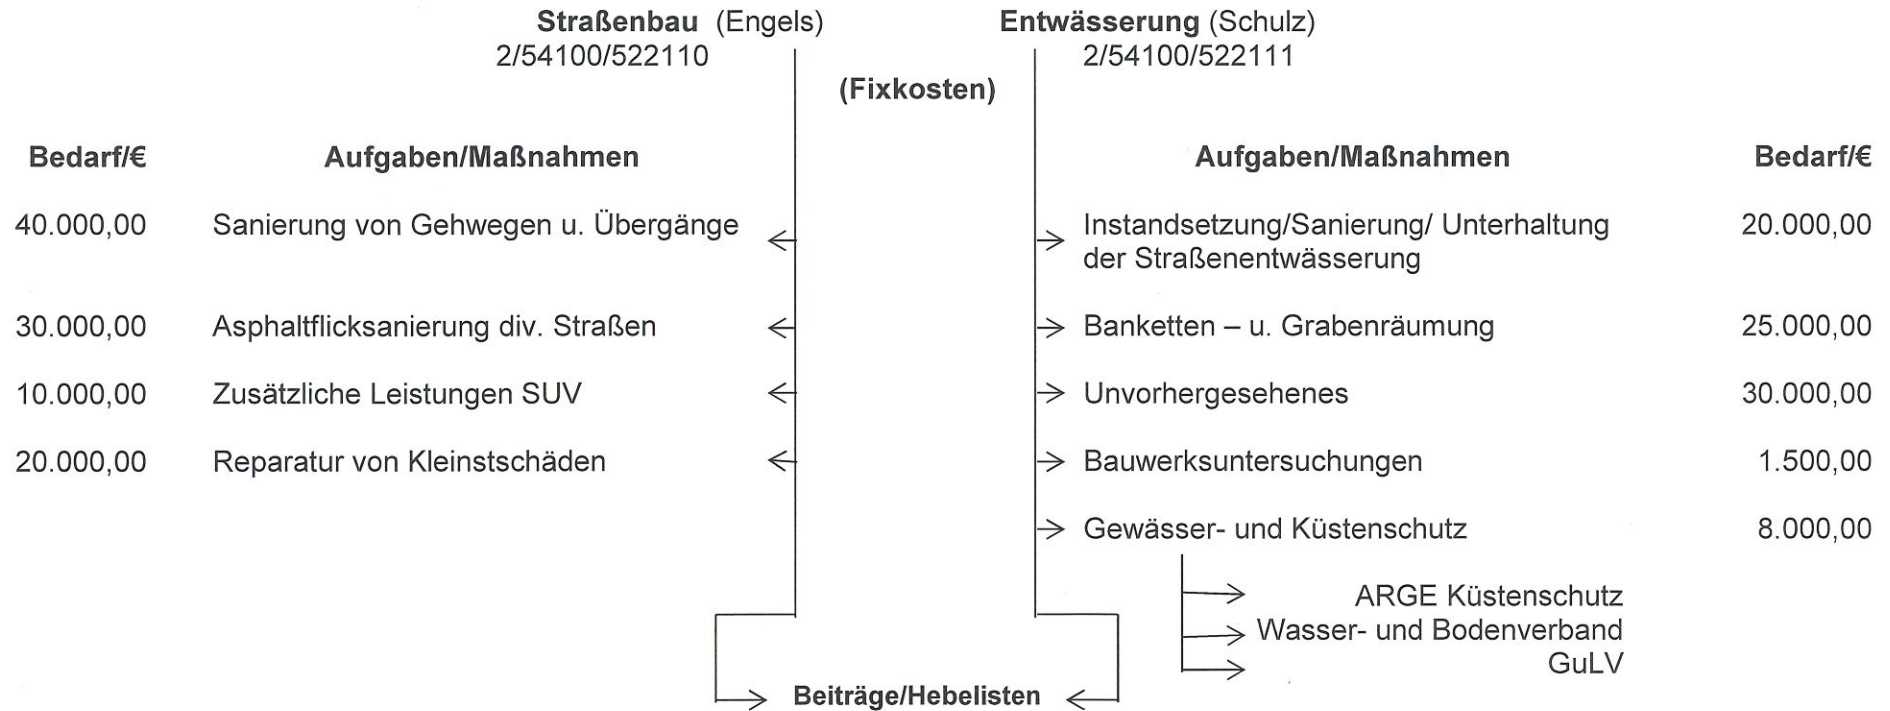 Straßenbau (Engels)
2/54100/522110
Entwässerung (Schulz)
2/54100/522111
(Fixkosten)
Bedarf/€ Aufgaben/Maßnahmen
40.000,00 Sanierung von Gehwegen u. Übergänge
30.000,00 Asphaltflicksanierung div. Straßen
10.000,00 Zusätzliche Leistungen SUV
20.000,00 Reparatur von Kleinstschäden
Aufgaben/Maßnahmen Bedarf/€
Instandsetzung/Sanierung/ Unterhaltung 20.000,00
der Straßenentwässerung
Banketten – u. Grabenräumung 25.000,00
Unvorhergesehenes 30.000,00
Bauwerksuntersuchungen 1.500,00
Gewässer- und Küstenschutz 8.000,00
ARGE Küstenschutz
Wasser- und Bodenverband
GuLV
Beiträge/Hebelisten